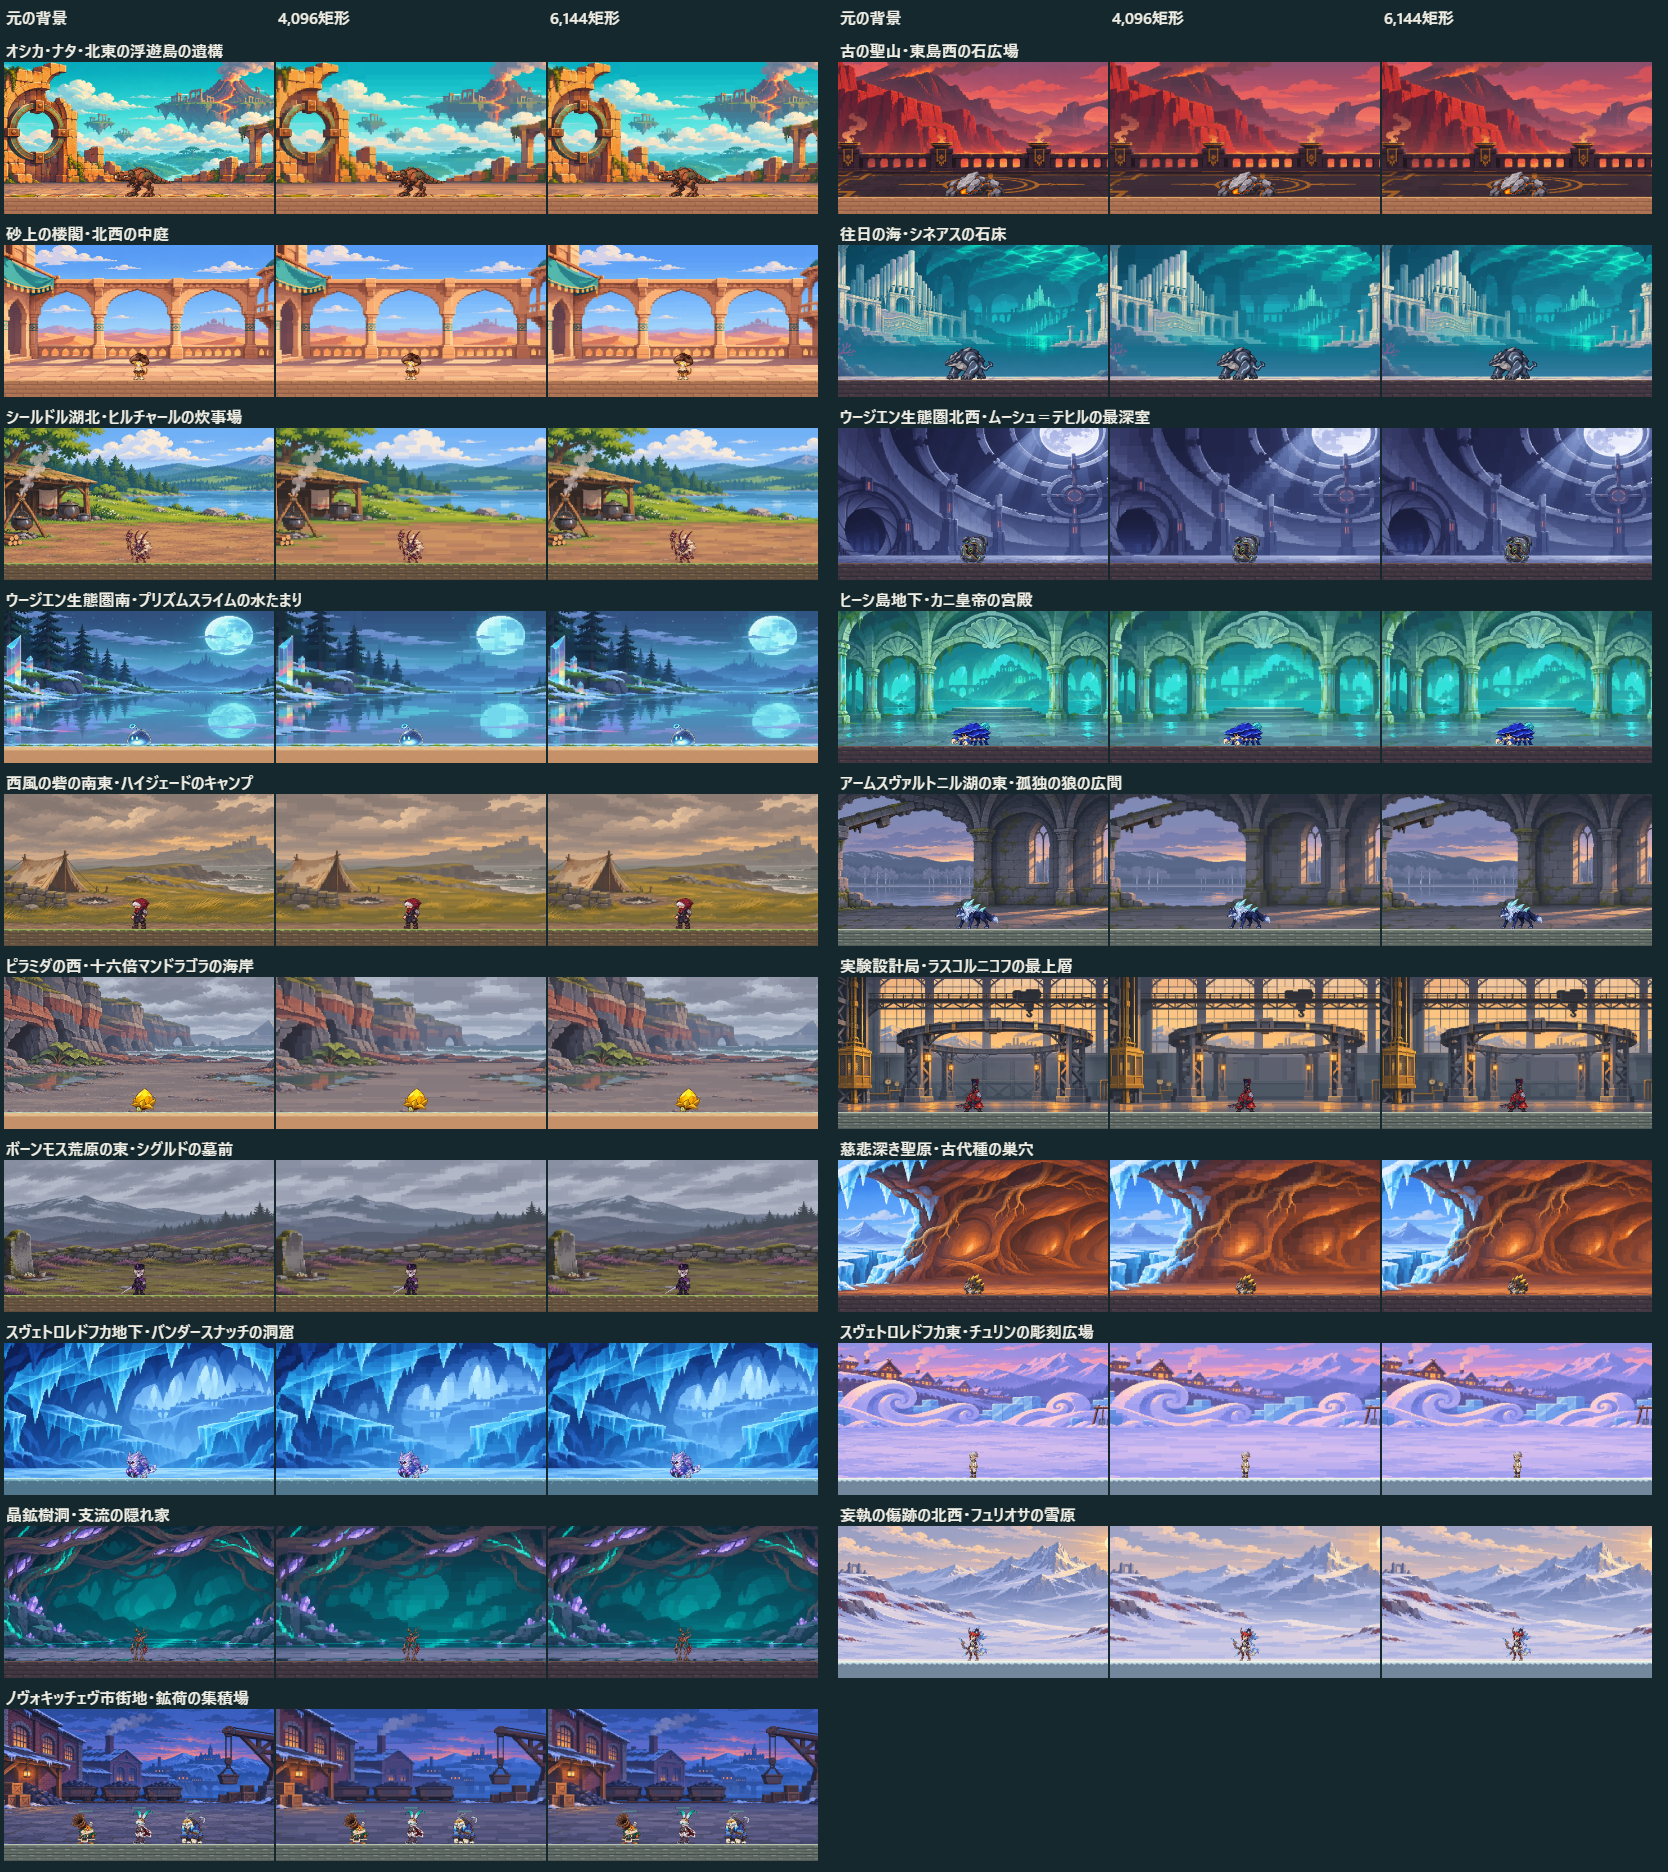 元の背景 4,096矩形 6,144矩形
オシカ・ナタ・北東の浮遊島の遺構
砂上の楼閣・北西の中庭
シールドル湖北・ヒルチャールの炊事場
ウージエン生態圏南・プリズムスライムの水たまり
西風の砦の南東・ハイジェードのキャンプ
ピラミダの西・十六倍マンドラゴラの海岸
ボーンモス荒原の東・シグルドの墓前
スヴェトロレドフカ地下・バンダースナッチの洞窟
晶鉱樹洞・支流の隠れ家
ノヴォキッチェヴ市街地・鉱荷の集積場
元の背景 4,096矩形 6,144矩形
古の聖山・東島西の石広場
往日の海・シネアスの石床
ウージエン生態圏北西・ムーシュ=テヒルの最深室
ヒーシ島地下・カニ皇帝の宮殿
アームスヴァルトニル湖の東・孤独の狼の広間
実験設計局・ラスコルニコフの最上層
慈悲深き聖原・古代種の巣穴
スヴェトロレドフカ東・チュリンの彫刻広場
妄執の傷跡の北西・フュリオサの雪原